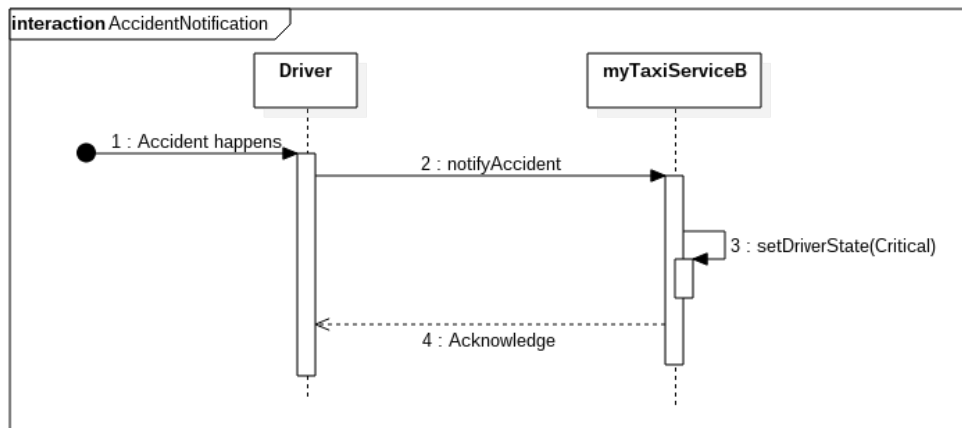 interaction AccidentNotification
Driver
myTaxiServiceB
1 : Accident happens
2 : notifyAccident
3 : setDriverState(Critical)
4 : Acknowledge